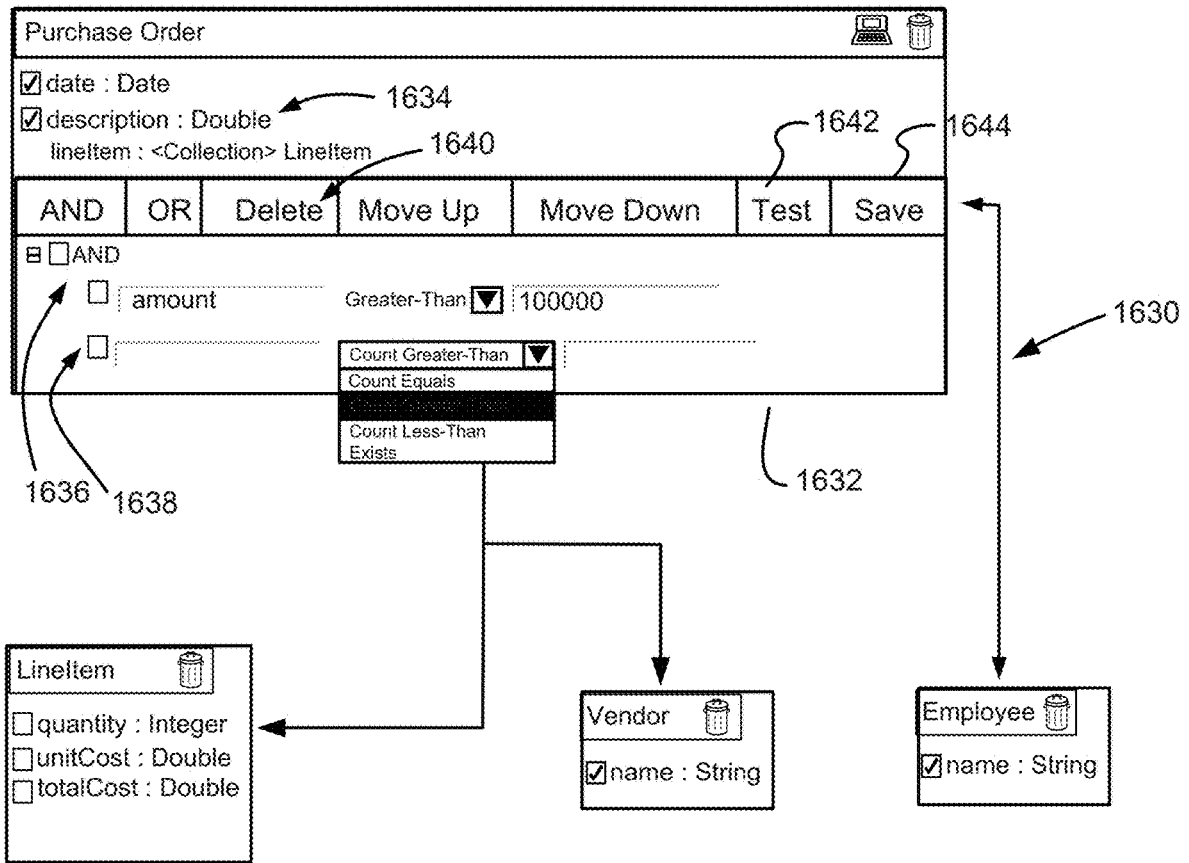 Purchase Order
date : Date
description : Double
1634
lineItem : <Collection> LineItem
1640
1642
1644
AND OR Delete Move Up Move Down Test Save
AND
amount Greater-Than 100000
1630
Count Greater-Than
Count Equals
Count Less-Than
Exists
1636
1638
1632
LineItem
quantity : Integer
unitCost : Double
totalCost : Double
Vendor
name : String
Employee
name : String